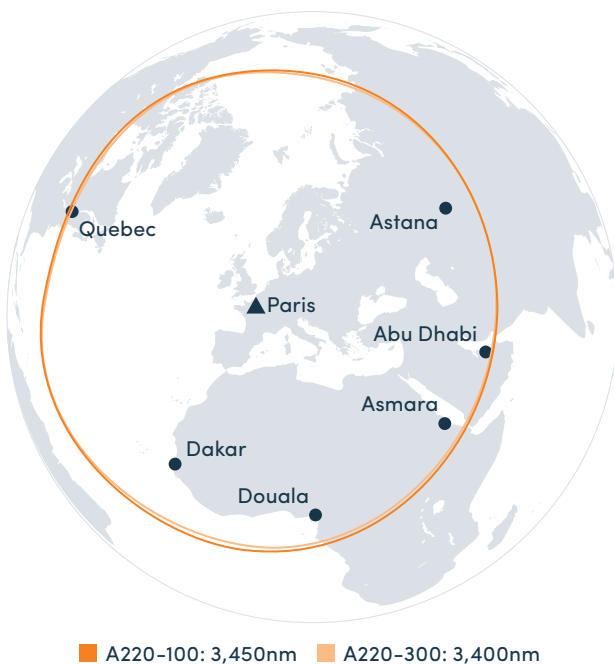 Quebec
Astana
Paris
Abu Dhabi
Asmara
Dakar
Douala
A220-100: 3,450nm A220-300: 3,400nm